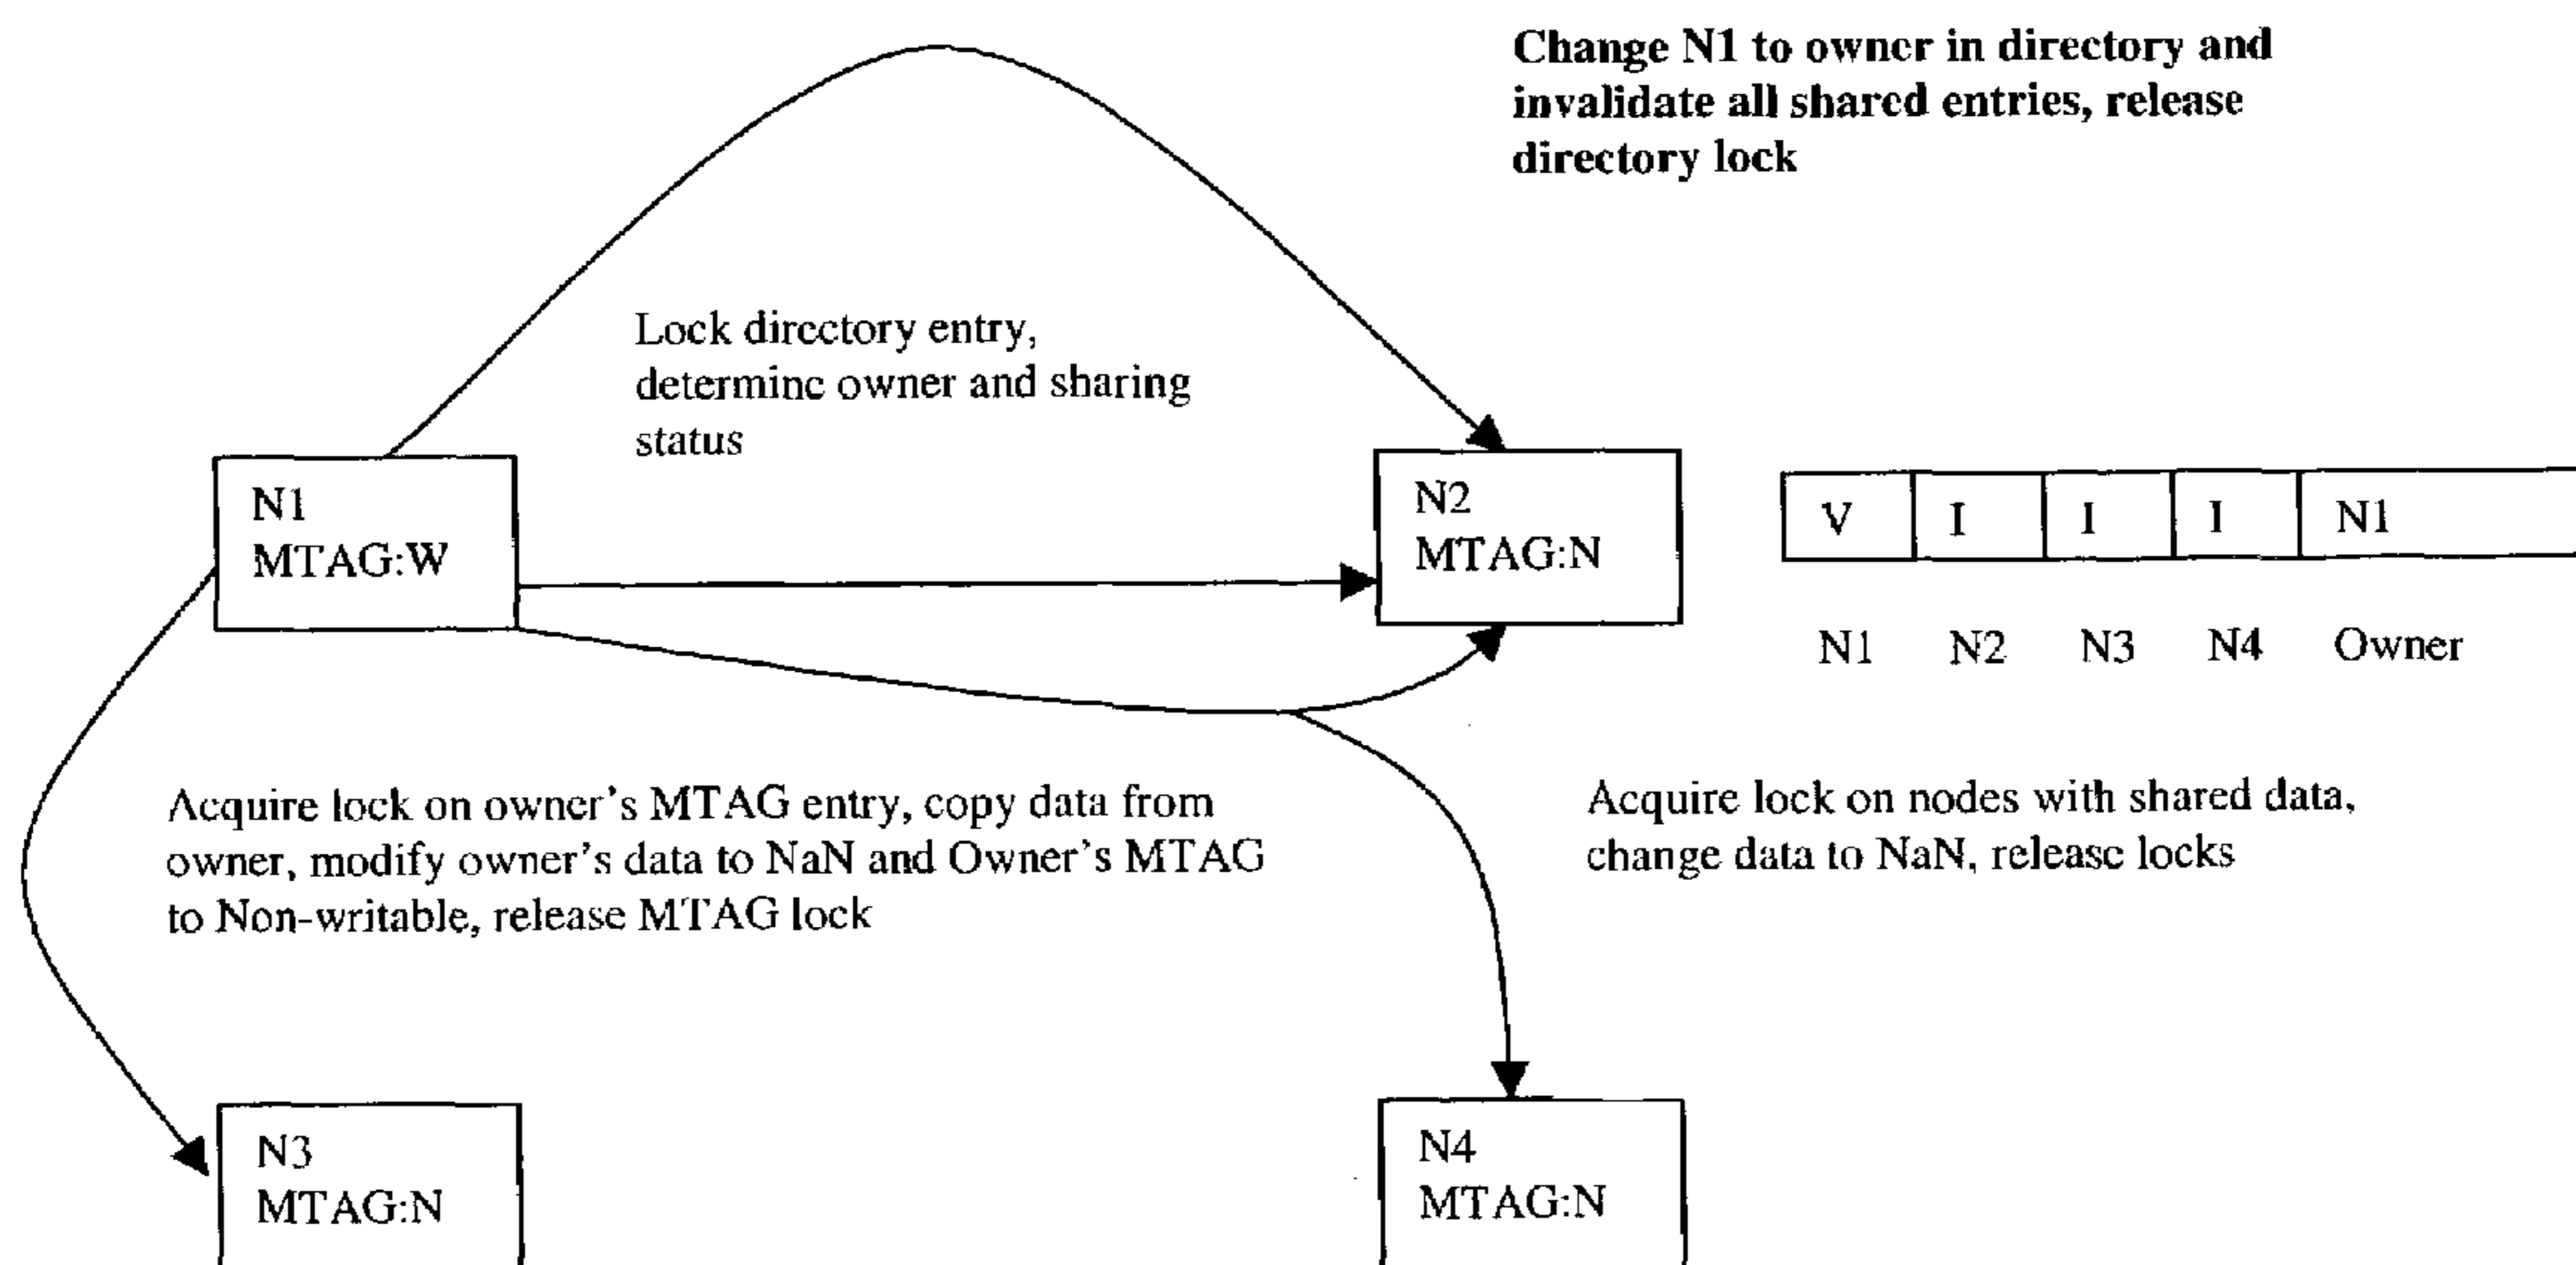 Change N1 to owner in directory and
invalidate all shared entries, release
directory lock
Lock directory entry,
determine owner and sharing
status
N1
MTAG:W
N2
MTAG:N
V I I I N1
N1 N2 N3 N4 Owner
Acquire lock on owner's MTAG entry, copy data from
owner, modify owner's data to NaN and Owner's MTAG
to Non-writable, release MTAG lock
Acquire lock on nodes with shared data,
change data to NaN, release locks
N3
MTAG:N
N4
MTAG:N